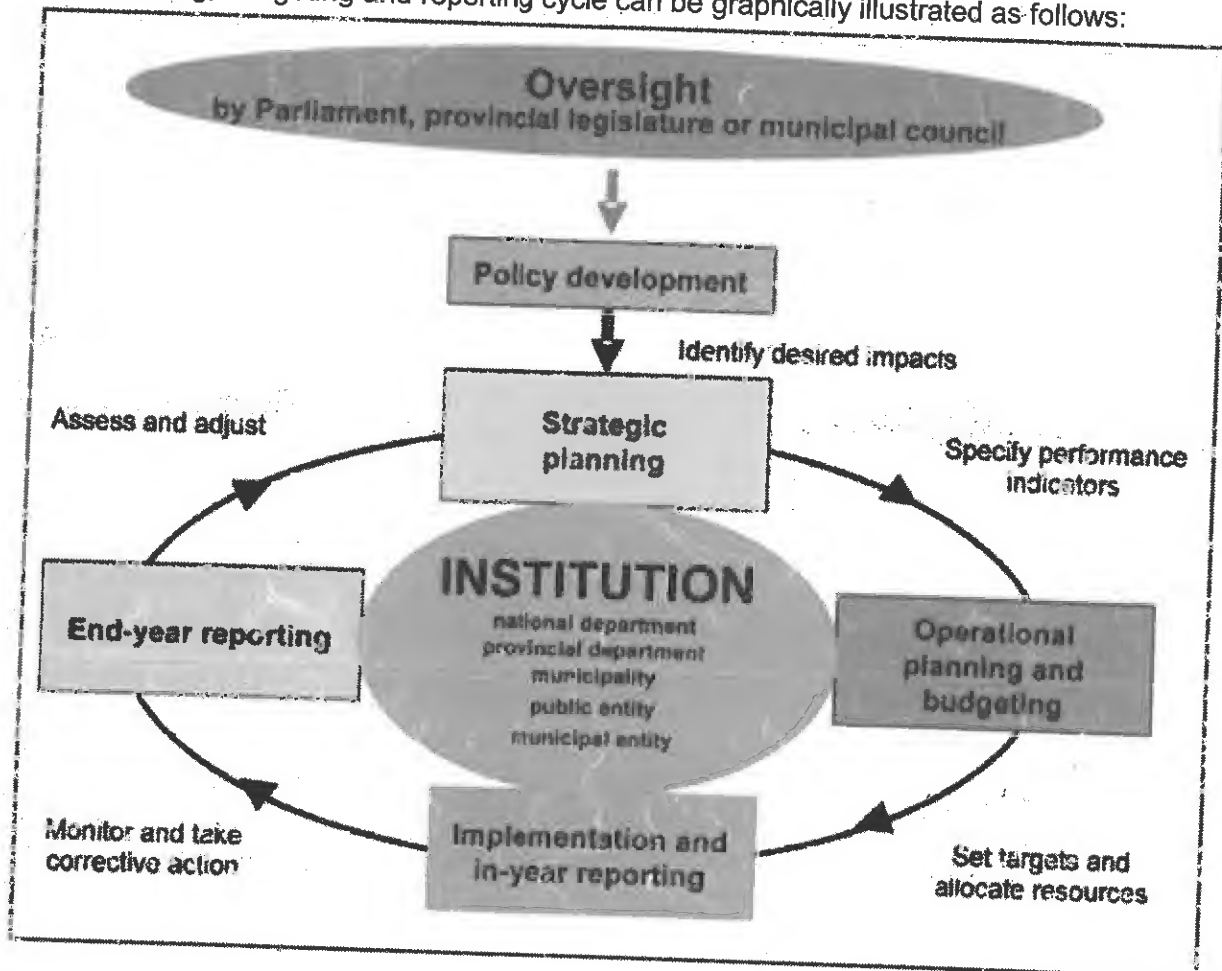 and reporting cycle can be graphically illustrated as follows:
Oversight
by Parliament, provincial legislature or municipal council
Policy development
Identify desired impacts
Strategic
planning
Assess and adjust
Specify performance
indicators
INSTITUTION
national department
provincial department
municipality
public entity
municipal entity
End-year reporting
Operational
planning and
budgeting
Implementation and
in-year reporting
Monitor and take
corrective action
Set targets and
allocate resources